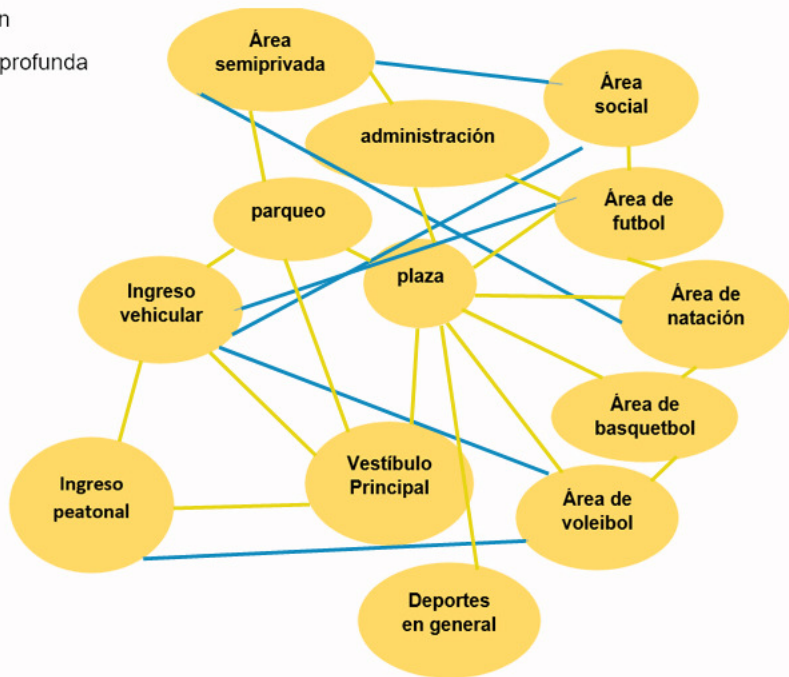 n
profunda
Área
semiprivada
Área
social
administración
parqueo
Área de
futbol
plaza
Ingreso
vehicular
Área de
natación
Área de
basquetbol
Vestíbulo
Principal
Ingreso
peatonal
Área de
voleibol
Deportes
en general